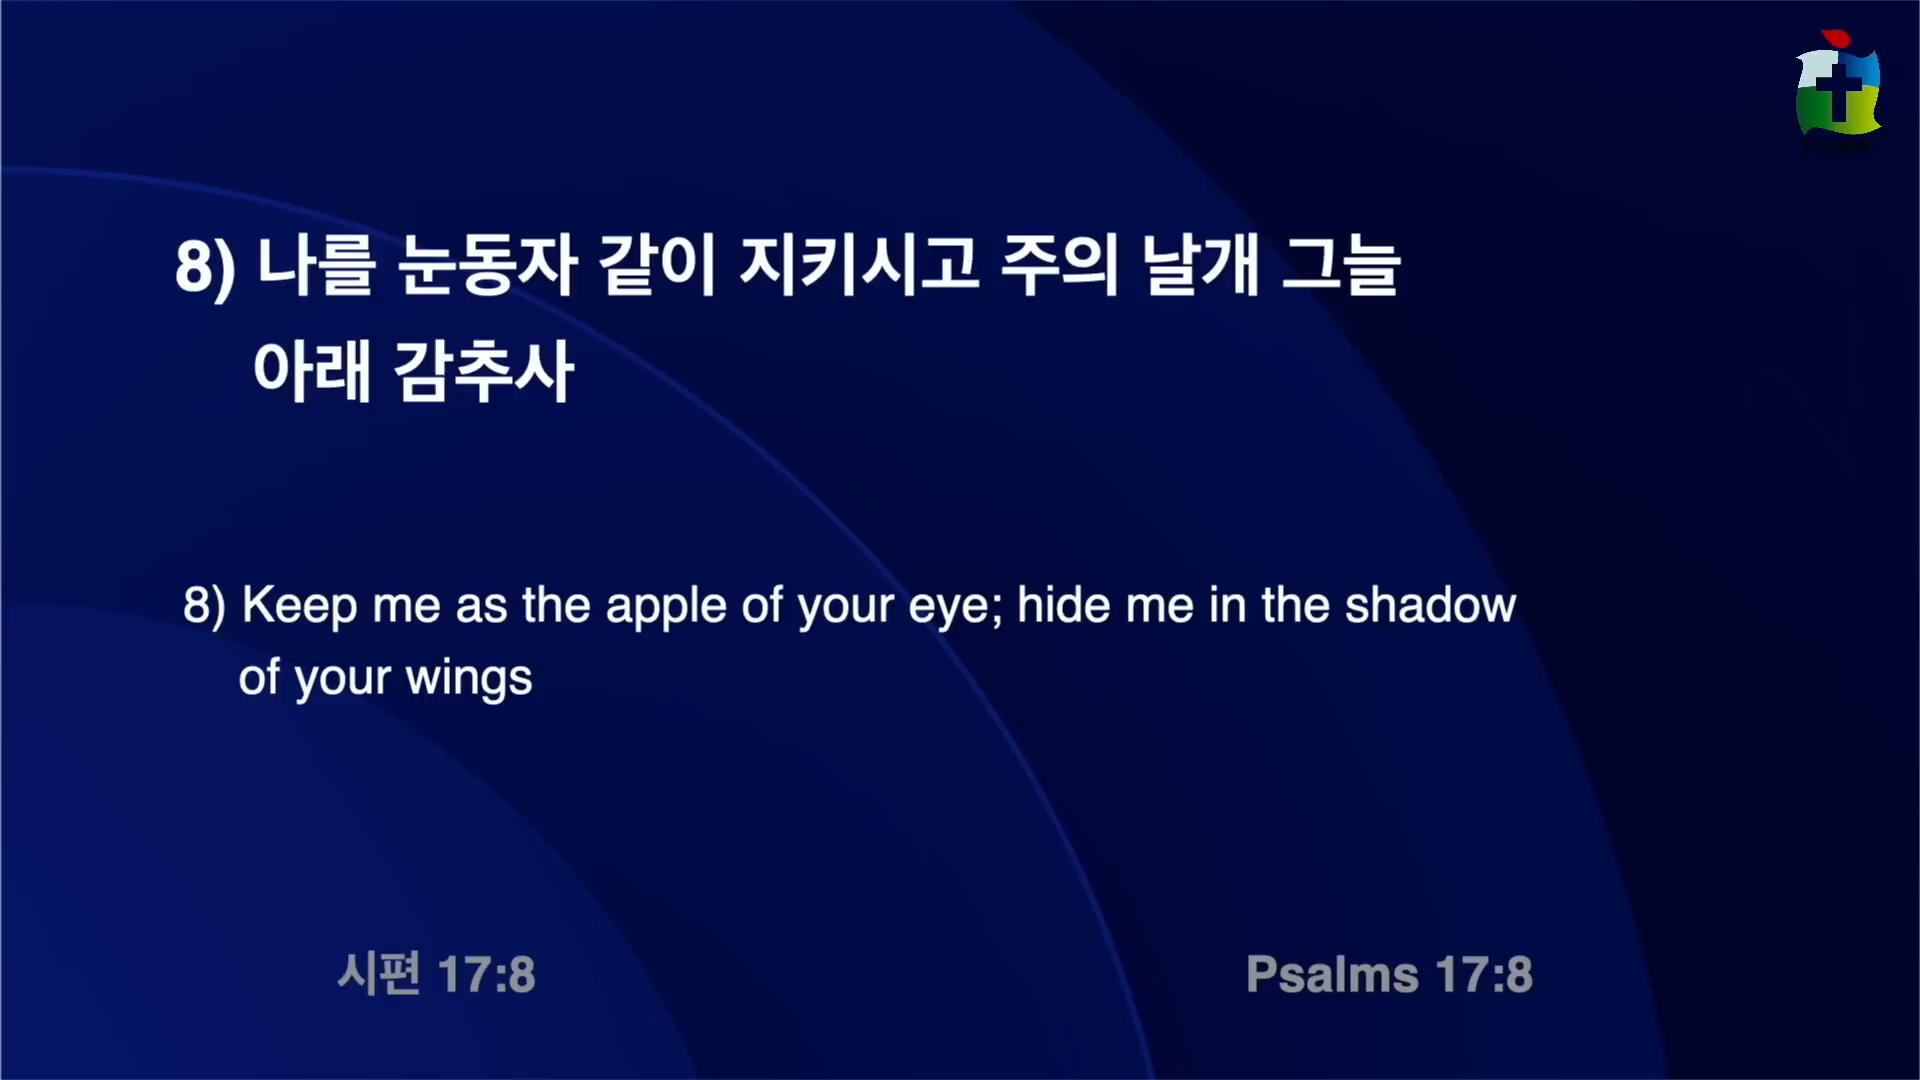 8) 나를 눈동자 같이 지키시고 주의 날개 그늘
아래 감추사
8) Keep me as the apple of your eye; hide me in the shadow
of your wings
시편 17:8
Psalms 17:8